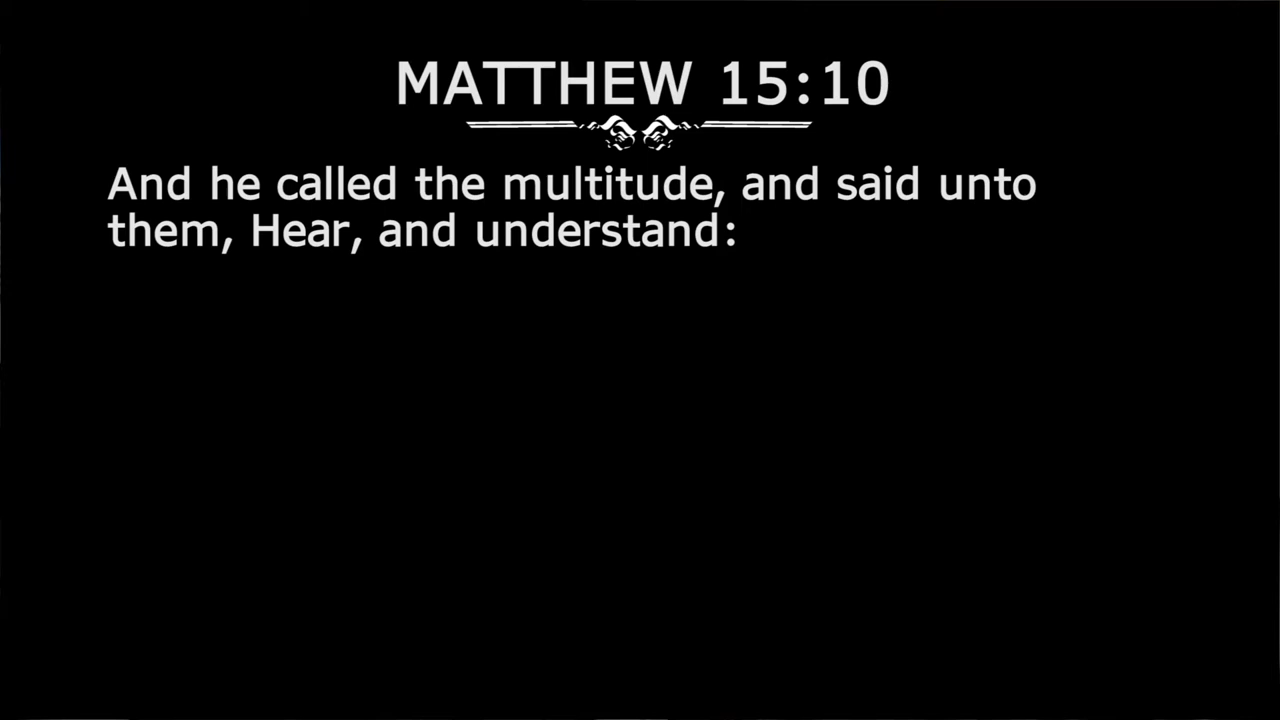 MATTHEW 15:10
And he called the multitude, and said unto
them, Hear, and understand: